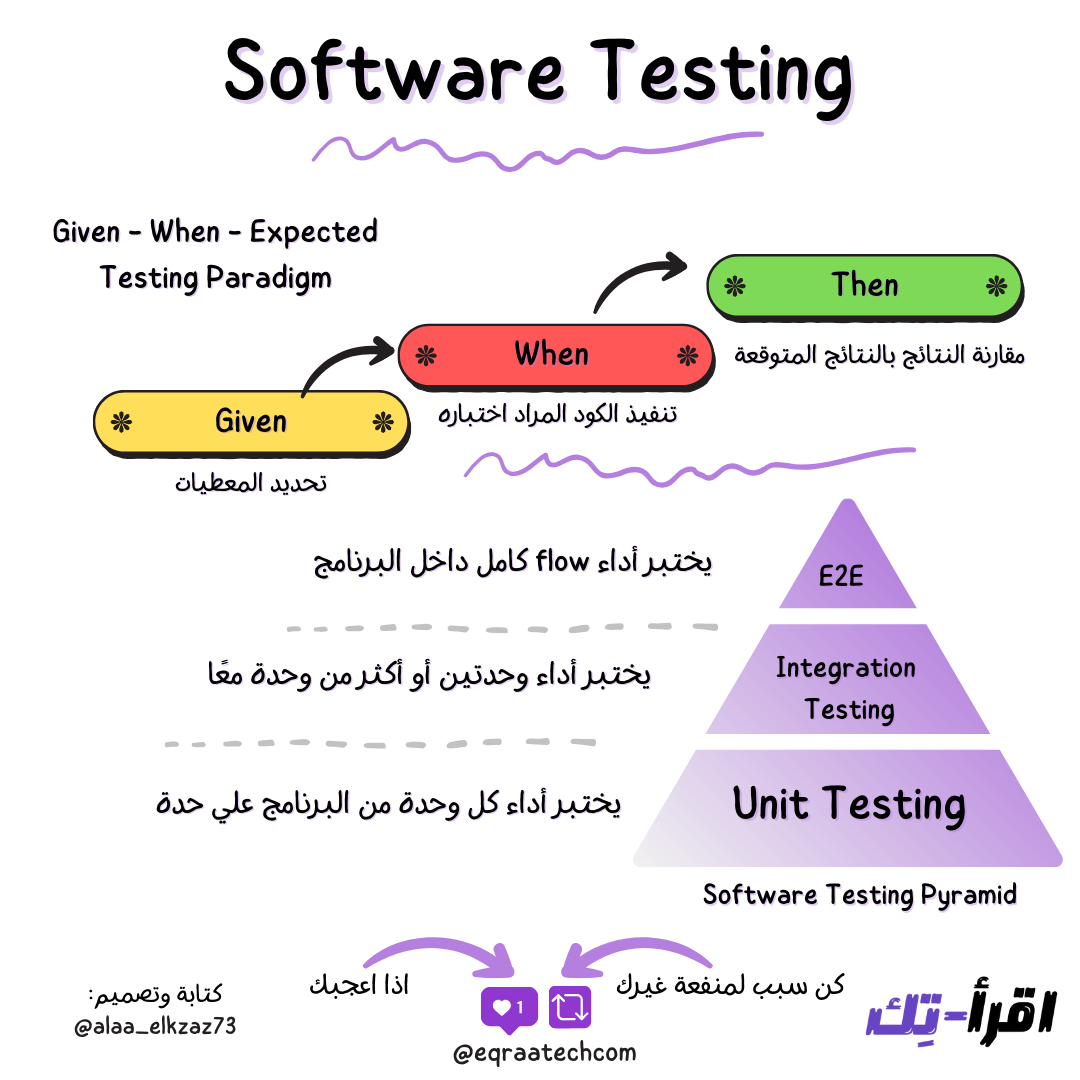 Software Testing
Given - When - Expected
Testing Paradigm
Given
تحديد المعطيات
When
تنفيذ الكود المراد اختباره
Then
مقارنة النتائج بالنتائج المتوقعة
E2E
يختبر أداء flow كامل داخل البرنامج
Integration
Testing
يختبر أداء وحدتين أو أكثر من وحدة معًا
Unit Testing
يختبر أداء كل وحدة من البرنامج علي حدة
Software Testing Pyramid
كن سبب لمنفعة غيرك
اذا اعجبك
1
@eqraatechcom
كتابة وتصميم:
@alaa_elkzaz73
اقرأ-تِك